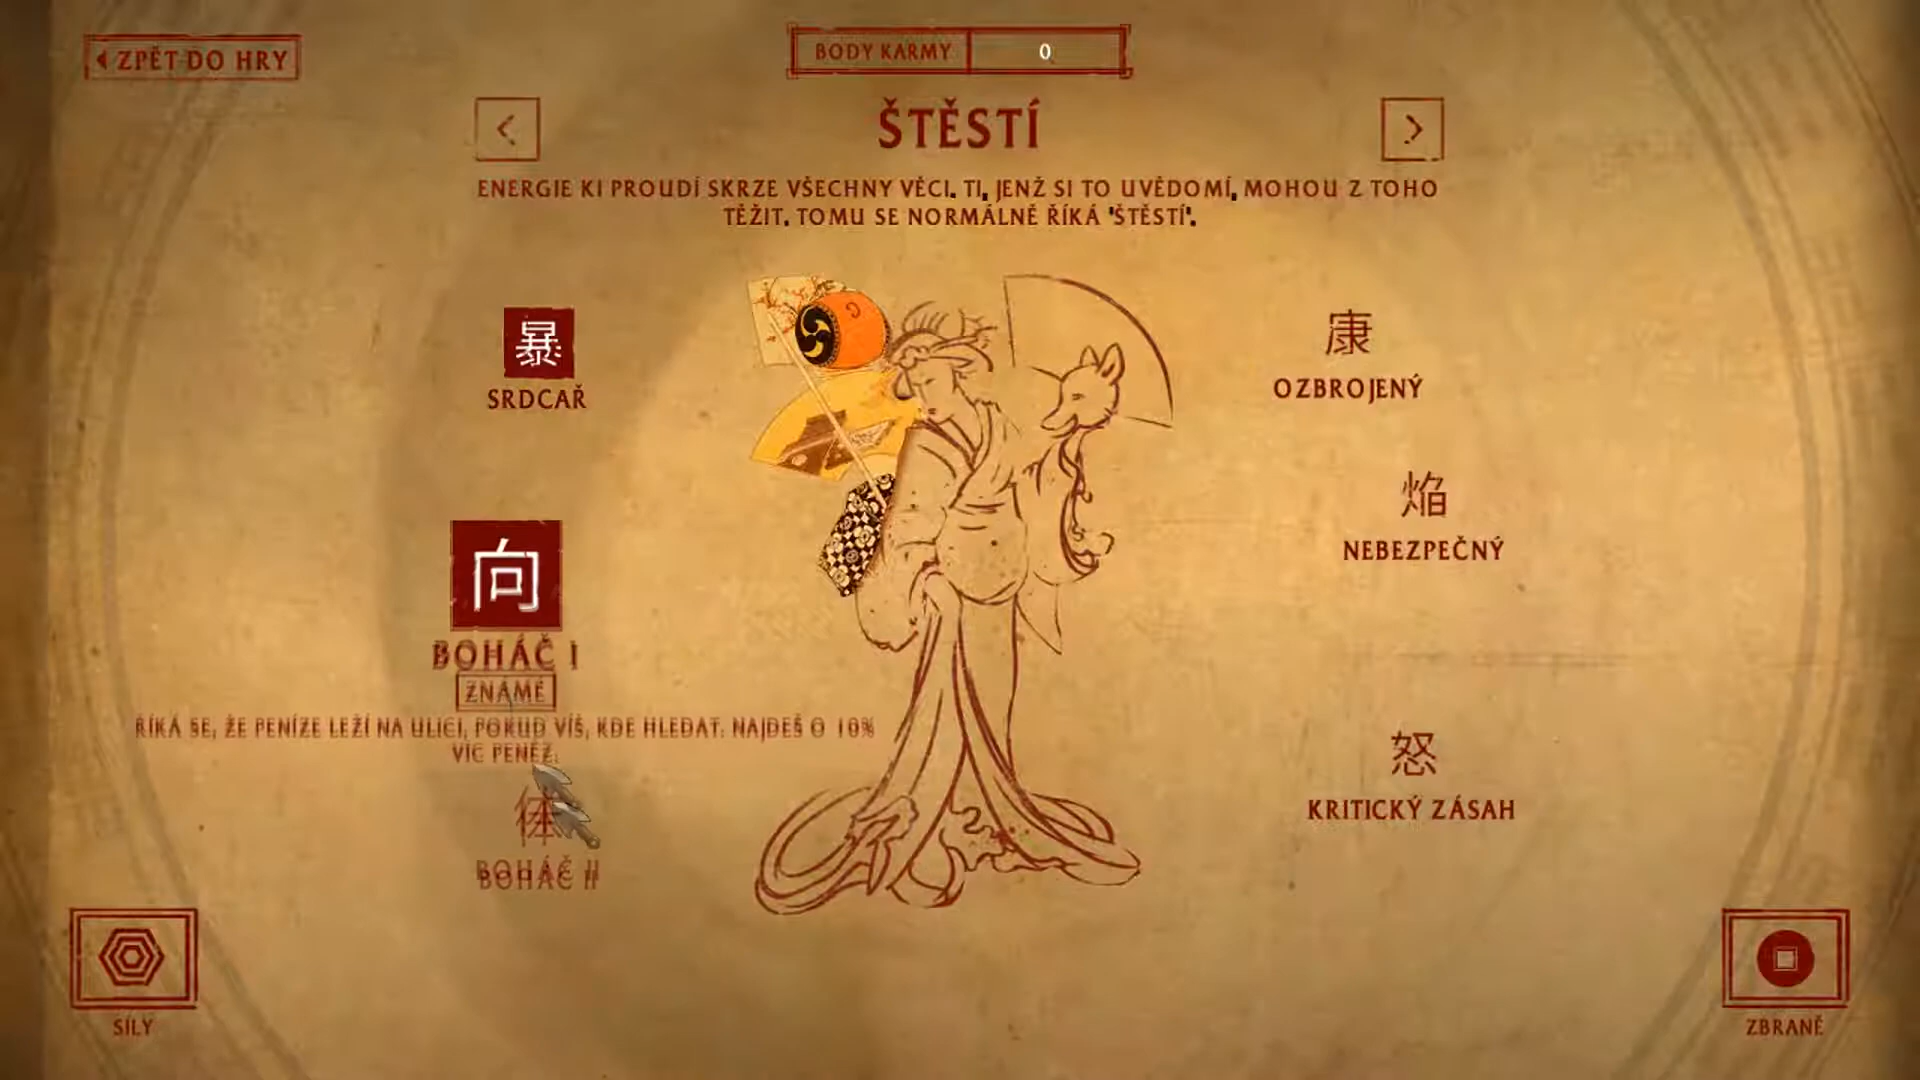 ZPĚT DO HRY
BODY KARMY 0
ŠTĚSTÍ
ENERGIE KI PROUDÍ SKRZE VŠECHNY VĚCI. TI, JENŽ SI TO UVĚDOMÍ, MOHOU Z TOHO
TĚŽIT. TOMU SE NORMÁLNĚ ŘÍKÁ 'ŠTĚSTÍ'.
暴
SRDCAŘ
康
OZBROJENÝ
焰
NEBEZPEČNÝ
向
BOHÁČ I
ZNÁMÉ
ŘÍKÁ SE, ŽE PENÍZE LEŽÍ NA ULICI, POKUD VÍŠ, KDE HLEDAT. NAJDEŠ O 10%
VÍC PENĚZ.
体
BOHÁČ II
怒
KRITICKÝ ZÁSAH
SÍLY
ZBRANĚ